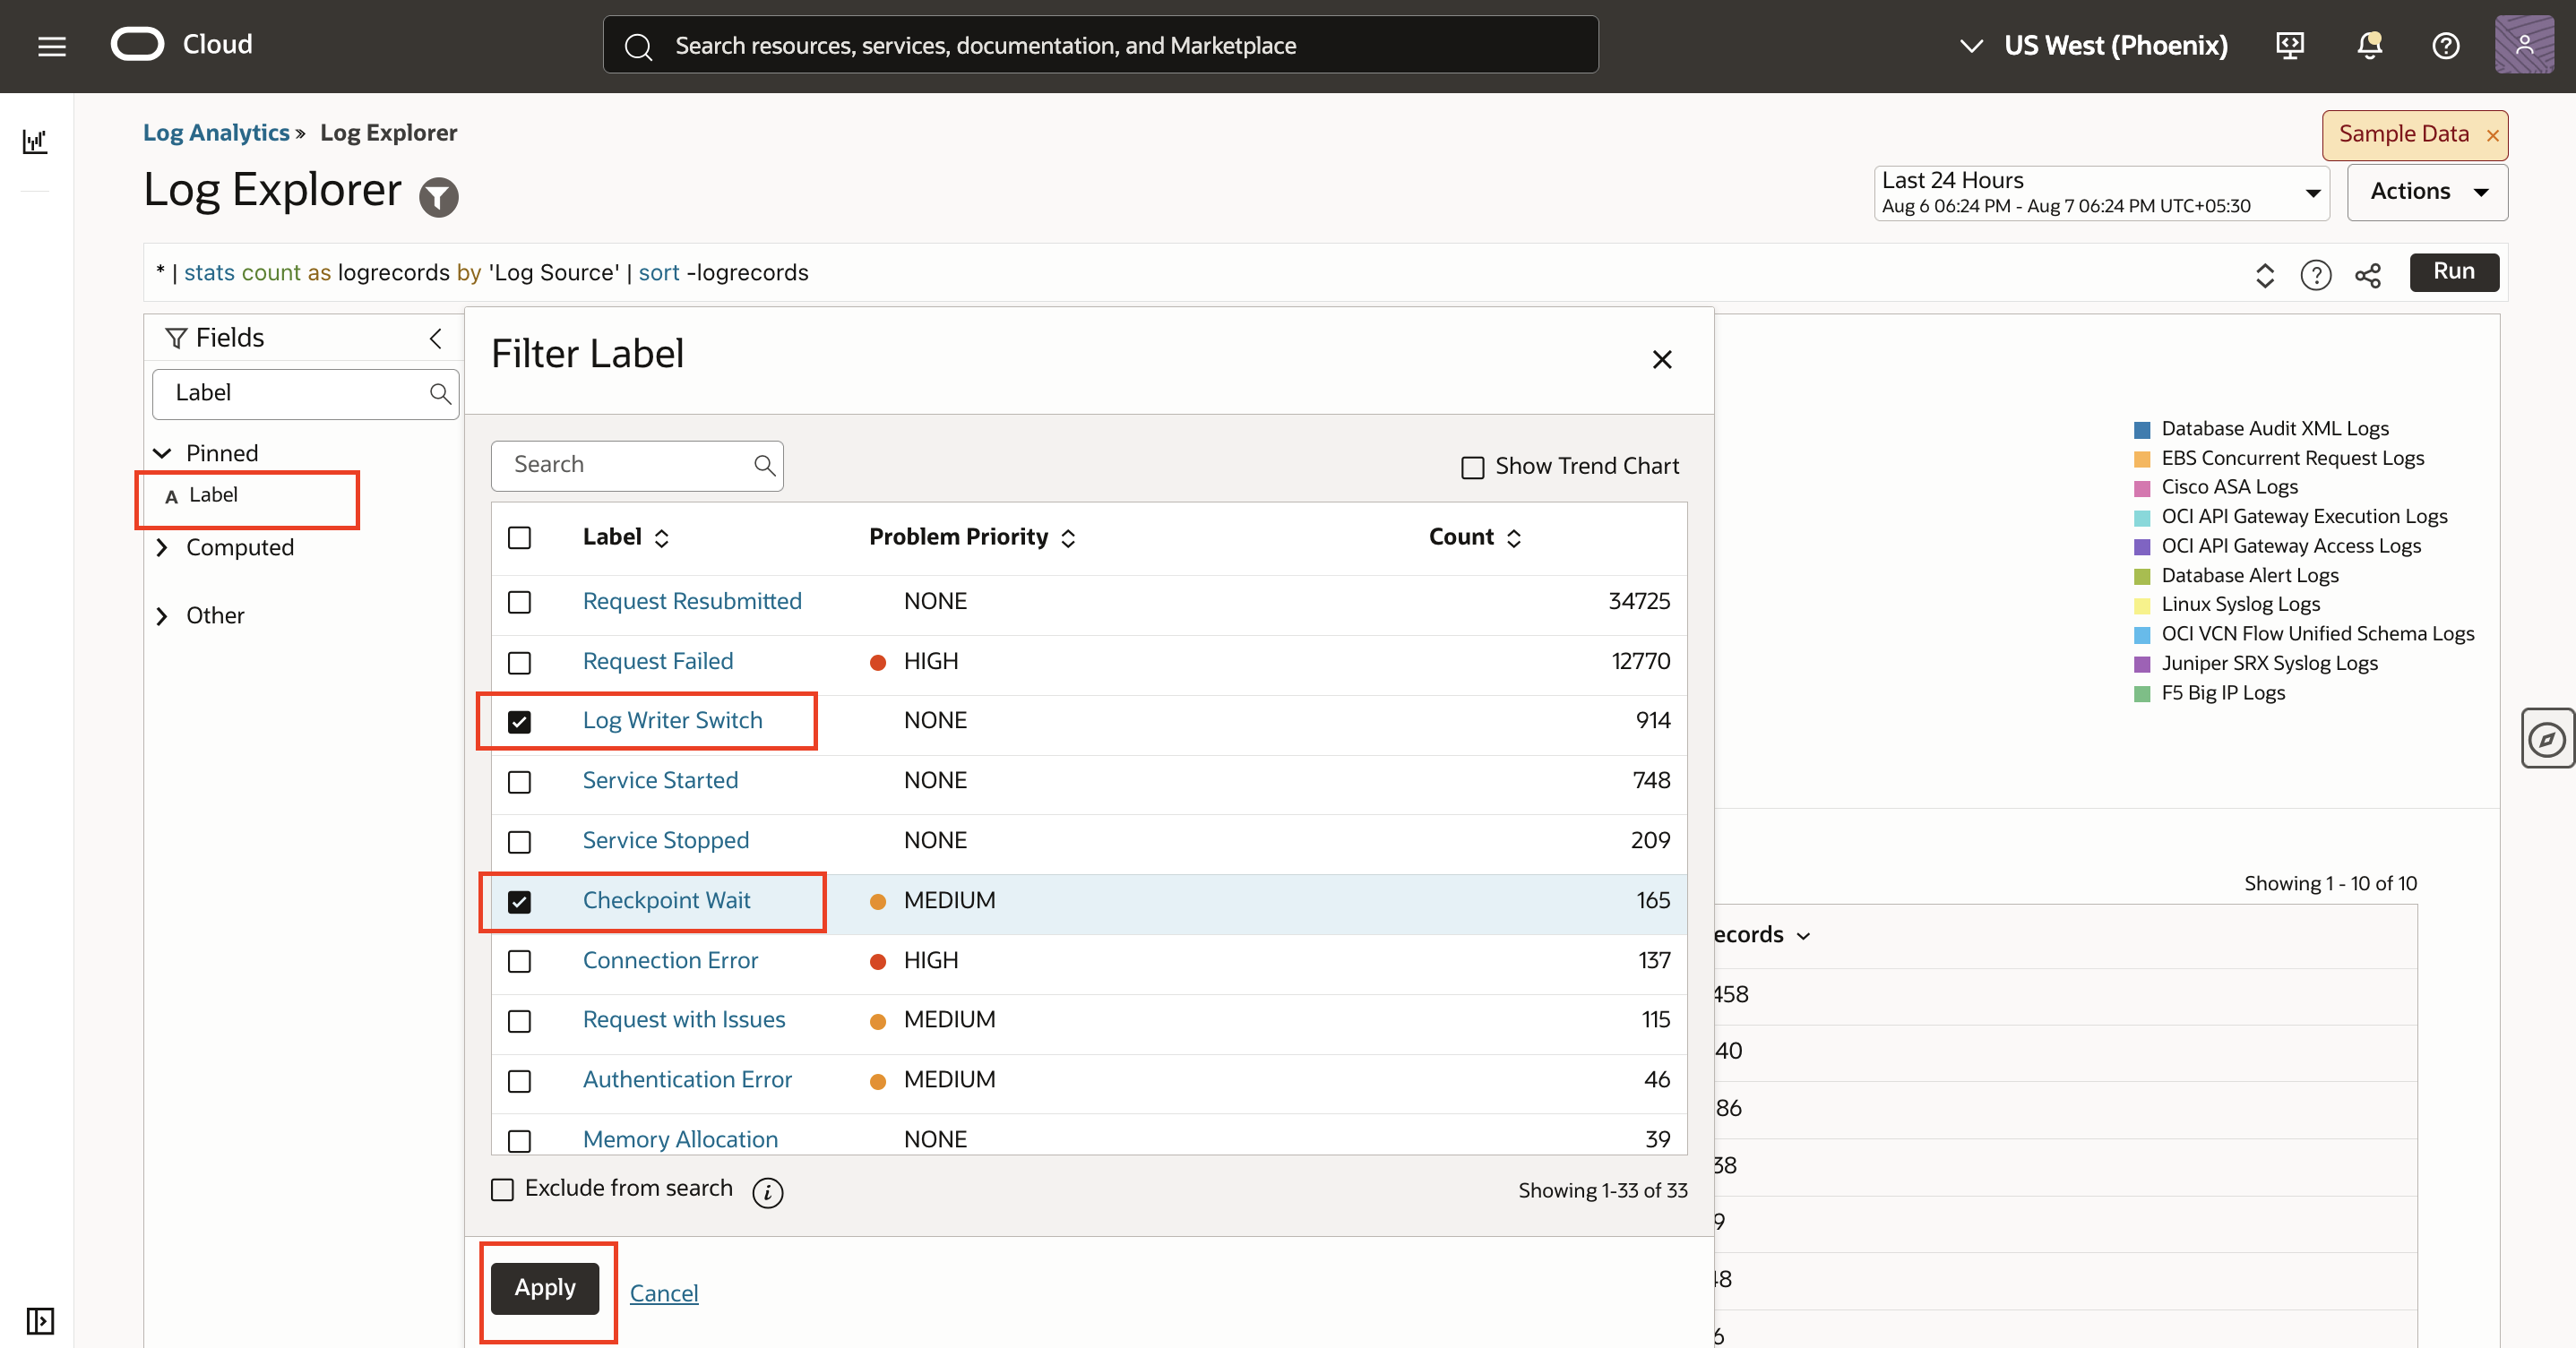 Cloud
Search resources, services, documentation, and Marketplace
US West (Phoenix)
Log Analytics » Log Explorer
Sample Data ×
Log Explorer
Last 24 Hours
Aug 6 06:24 PM - Aug 7 06:24 PM UTC+05:30
Actions
* | stats count as logrecords by 'Log Source' | sort -logrecords
Run
Fields
Label
Pinned
A Label
Computed
Other
Filter Label
Search
Show Trend Chart
Label Problem Priority Count
Request Resubmitted NONE 34725
Request Failed HIGH 12770
Log Writer Switch NONE 914
Service Started NONE 748
Service Stopped NONE 209
Checkpoint Wait MEDIUM 165
Connection Error HIGH 137
Request with Issues MEDIUM 115
Authentication Error MEDIUM 46
Memory Allocation NONE 39
Exclude from search
Showing 1-33 of 33
Apply
Cancel
Database Audit XML Logs
EBS Concurrent Request Logs
Cisco ASA Logs
OCI API Gateway Execution Logs
OCI API Gateway Access Logs
Database Alert Logs
Linux Syslog Logs
OCI VCN Flow Unified Schema Logs
Juniper SRX Syslog Logs
F5 Big IP Logs
Showing 1 - 10 of 10
ecords
458
40
86
38
9
48
6